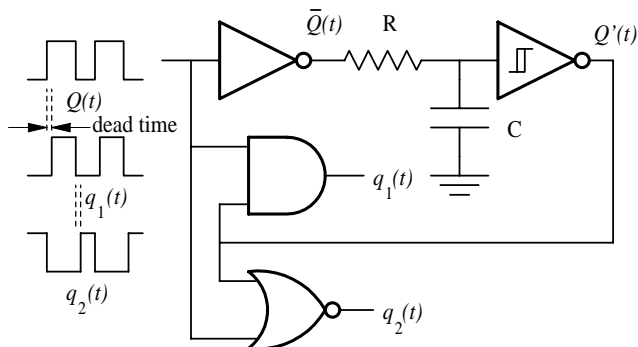 Q̄(t)
R
Q'(t)
Q(t)
dead time
C
q₁(t)
q₁(t)
q₂(t)
q₂(t)